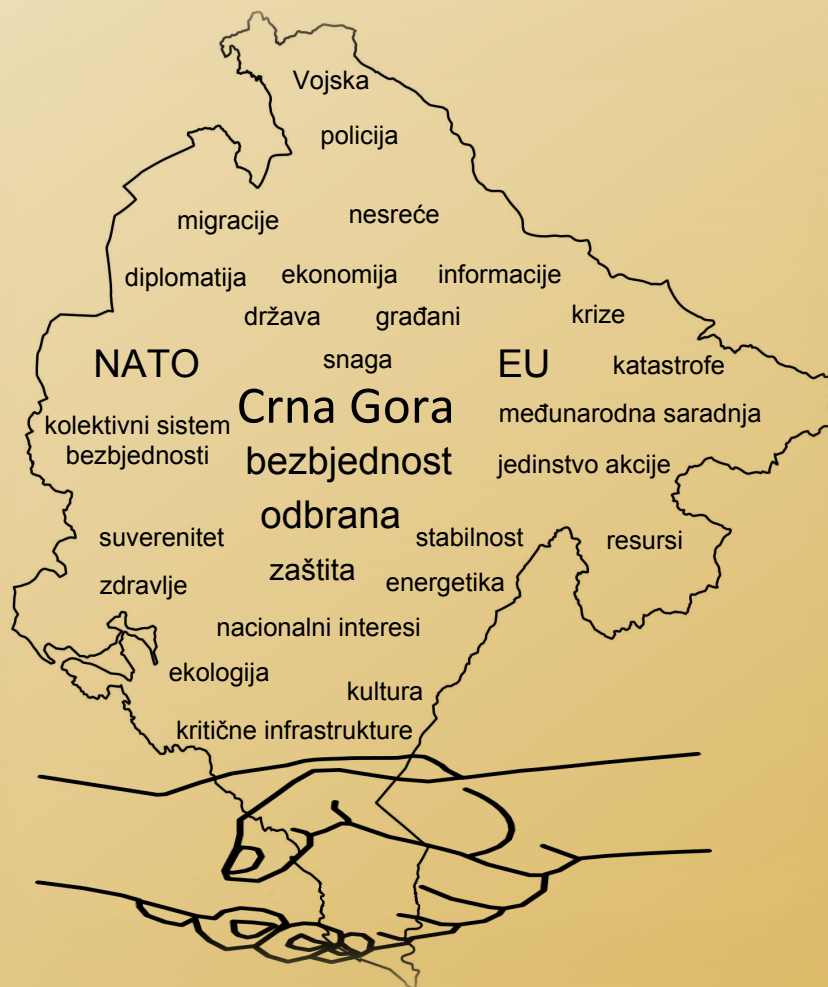 Vojska
policija
migracije
nesreće
diplomatija
ekonomija
informacije
država
građani
krize
NATO
snaga
EU
katastrofe
Crna Gora
međunarodna saradnja
kolektivni sistem
bezbjednosti
bezbjednost
jedinstvo akcije
odbrana
suverenitet
stabilnost
resursi
zdravlje
zaštita
energetika
nacionalni interesi
ekologija
kultura
kritične infrastrukture